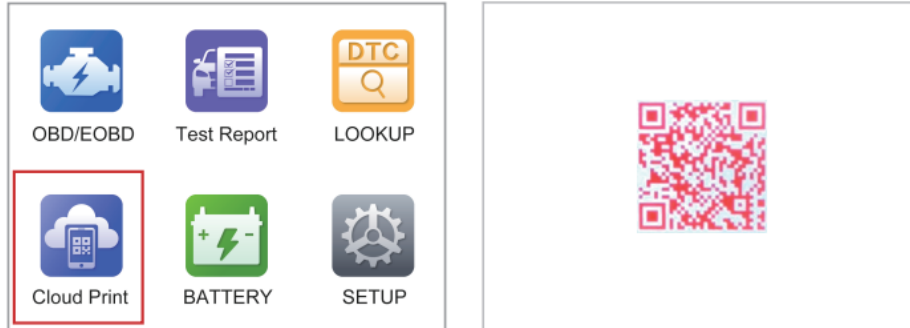 DTC
OBD/EOBD Test Report LOOKUP
+ -
Cloud Print BATTERY SETUP